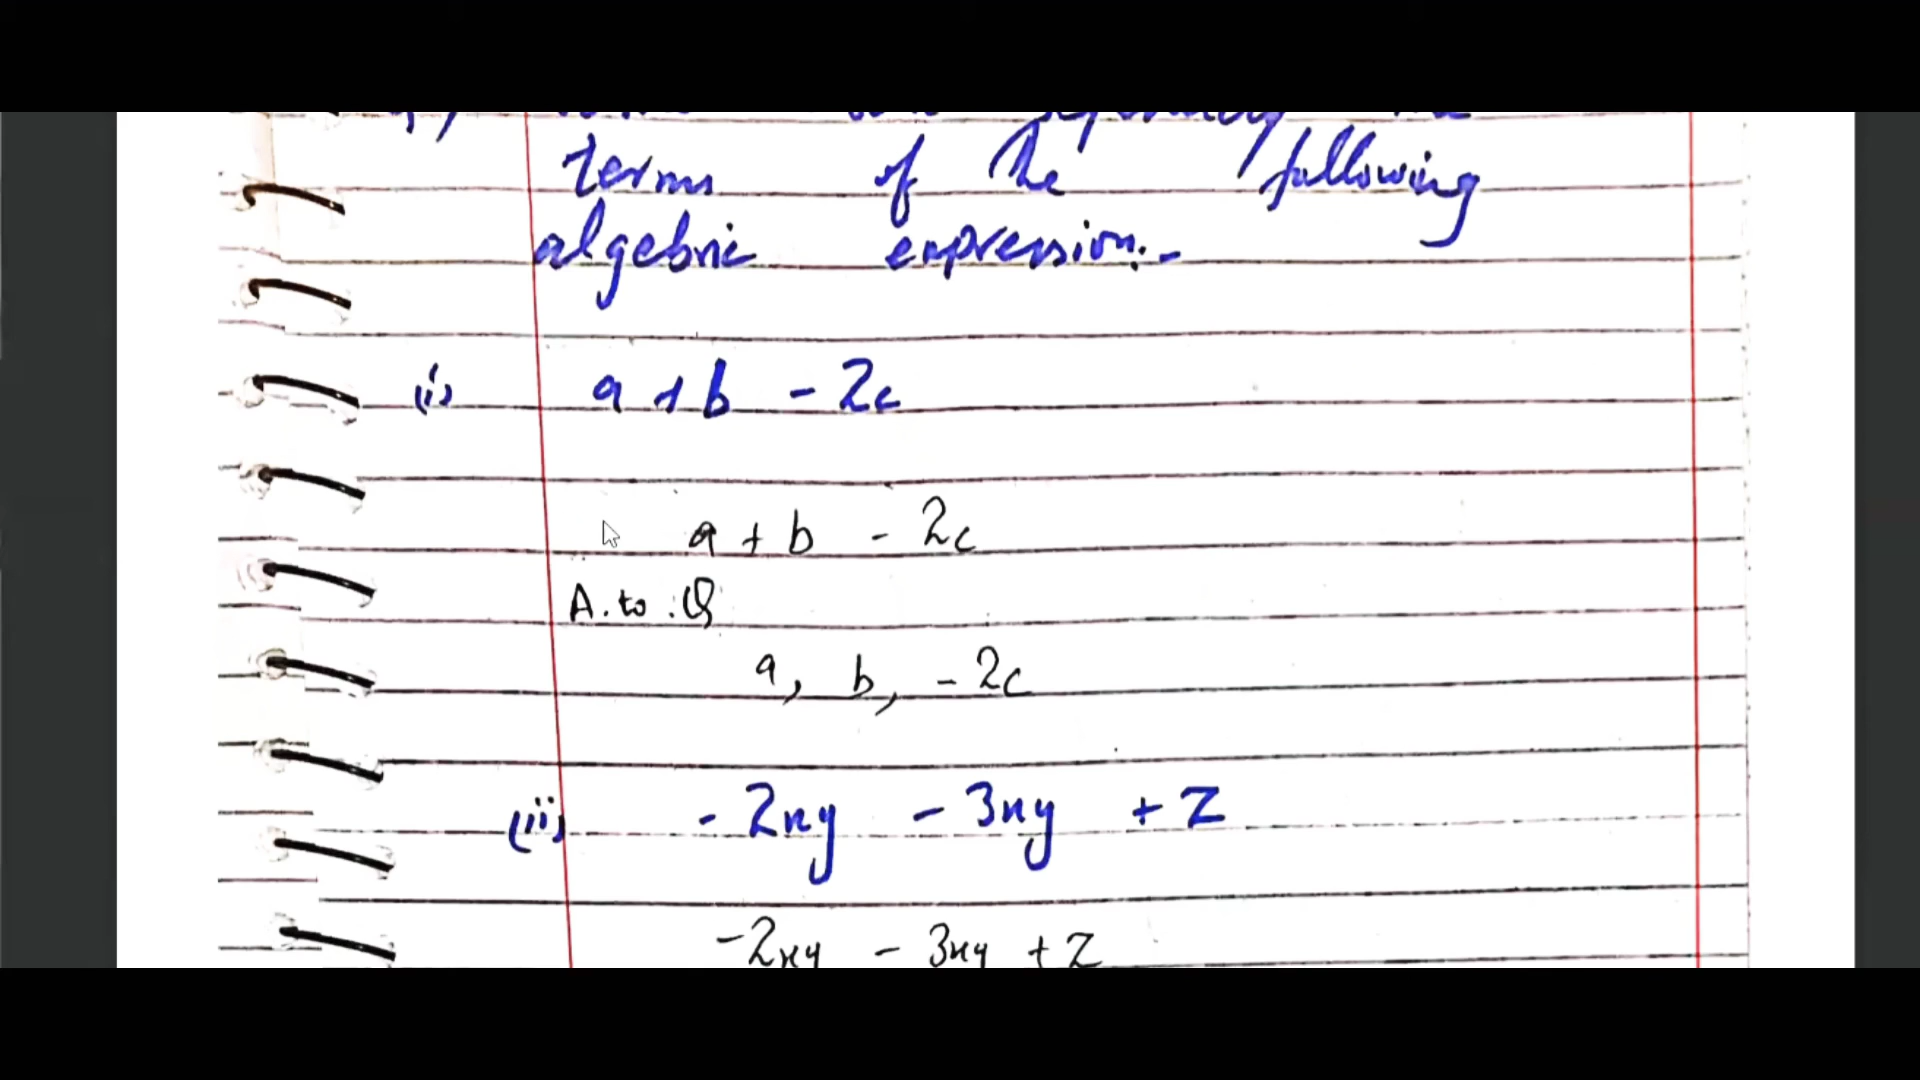 terms of the following
algebric expression:-
(i) a + b - 2c
a + b - 2c
A. to .Q
a, b, - 2c
(ii) - 2xy - 3xy + z
- 2xy - 3xy + z